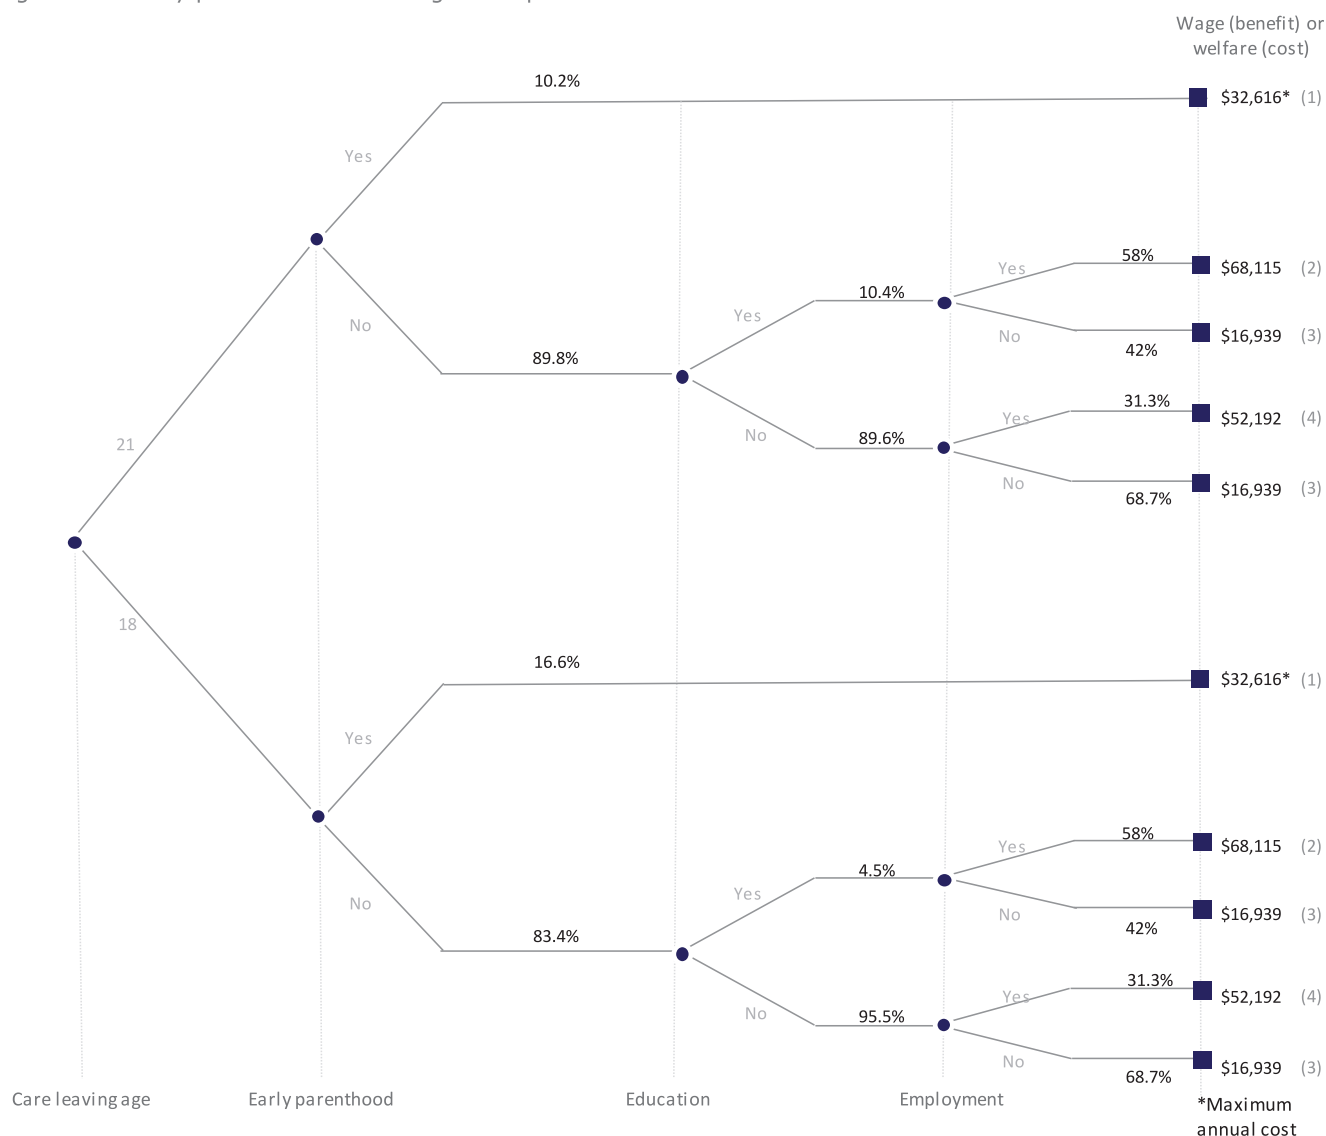 Wage (benefit) or
welfare (cost)
10.2%
$32,616* (1)
Yes
58%
Yes
$68,115 (2)
10.4%
Yes
No
No
$16,939 (3)
42%
89.8%
31.3%
Yes
$52,192 (4)
No
89.6%
21
No
$16,939 (3)
68.7%
18
16.6%
$32,616* (1)
Yes
58%
Yes
$68,115 (2)
4.5%
Yes
No
No
$16,939 (3)
42%
83.4%
31.3%
Yes
$52,192 (4)
No
95.5%
No
$16,939 (3)
68.7%
Care leaving age
Early parenthood
Education
Employment
*Maximum
annual cost